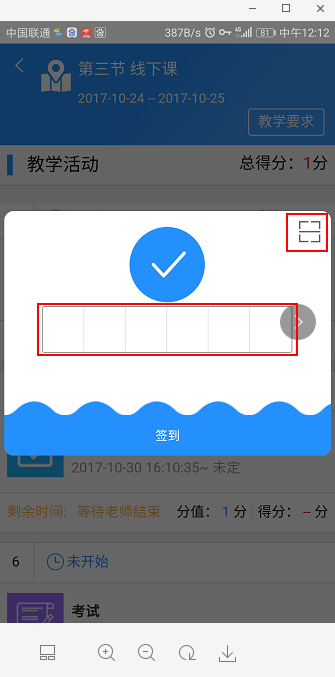 中国联通 387B/s 4G 81 中午12:12
第三节 线下课
2017-10-24 -- 2017-10-25
教学要求
教学活动 总得分：1分
签到
2017-10-30 16:10:35~ 未定
剩余时间： 等待老师结束 分值： 1 分 得分： -- 分
6 未开始
考试